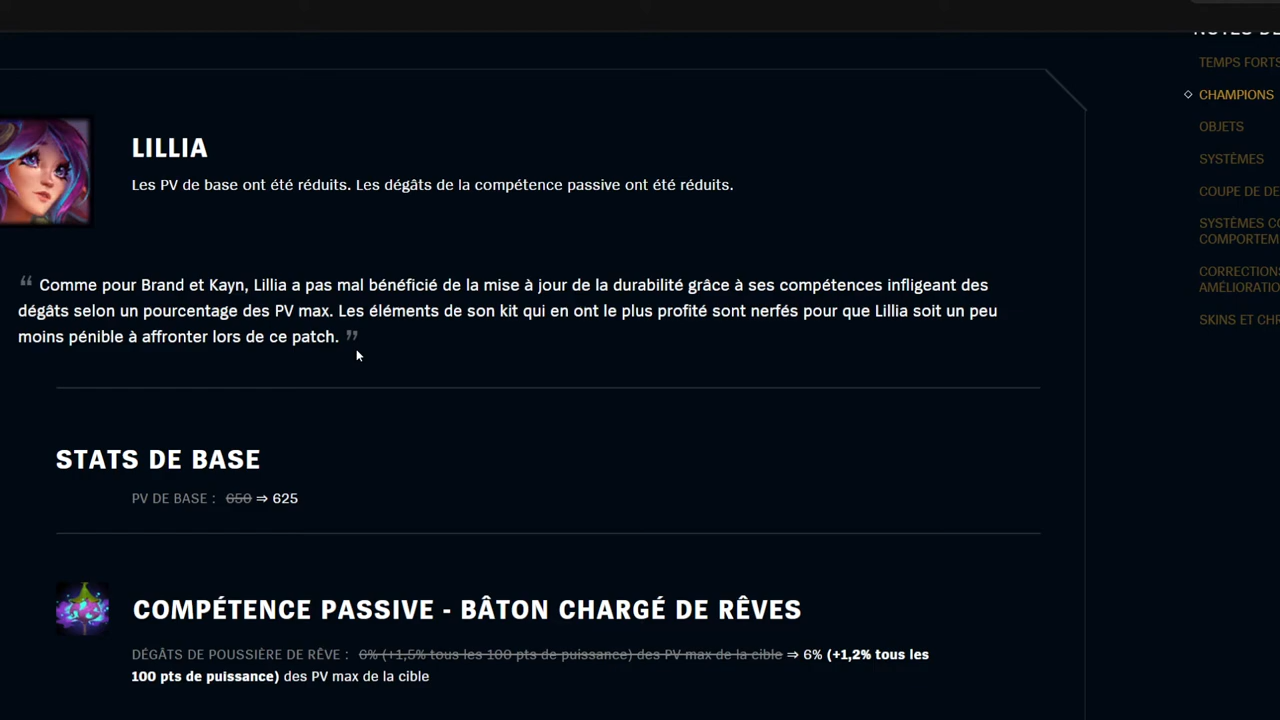 TEMPS FORTS
LILLIA
Les PV de base ont été réduits. Les dégâts de la compétence passive ont été réduits.
“ Comme pour Brand et Kayn, Lillia a pas mal bénéficié de la mise à jour de la durabilité grâce à ses compétences infligeant des
dégâts selon un pourcentage des PV max. Les éléments de son kit qui en ont le plus profité sont nerfés pour que Lillia soit un peu
moins pénible à affronter lors de ce patch. ”
STATS DE BASE
PV DE BASE : 650 ⇒ 625
COMPÉTENCE PASSIVE - BÂTON CHARGÉ DE RÊVES
DÉGÂTS DE POUSSIÈRE DE RÊVE : 6% (+1,5% tous les 100 pts de puissance) des PV max de la cible ⇒ 6% (+1,2% tous les
100 pts de puissance) des PV max de la cible
CHAMPIONS
OBJETS
SYSTÈMES
COUPE DE DE
SYSTÈMES